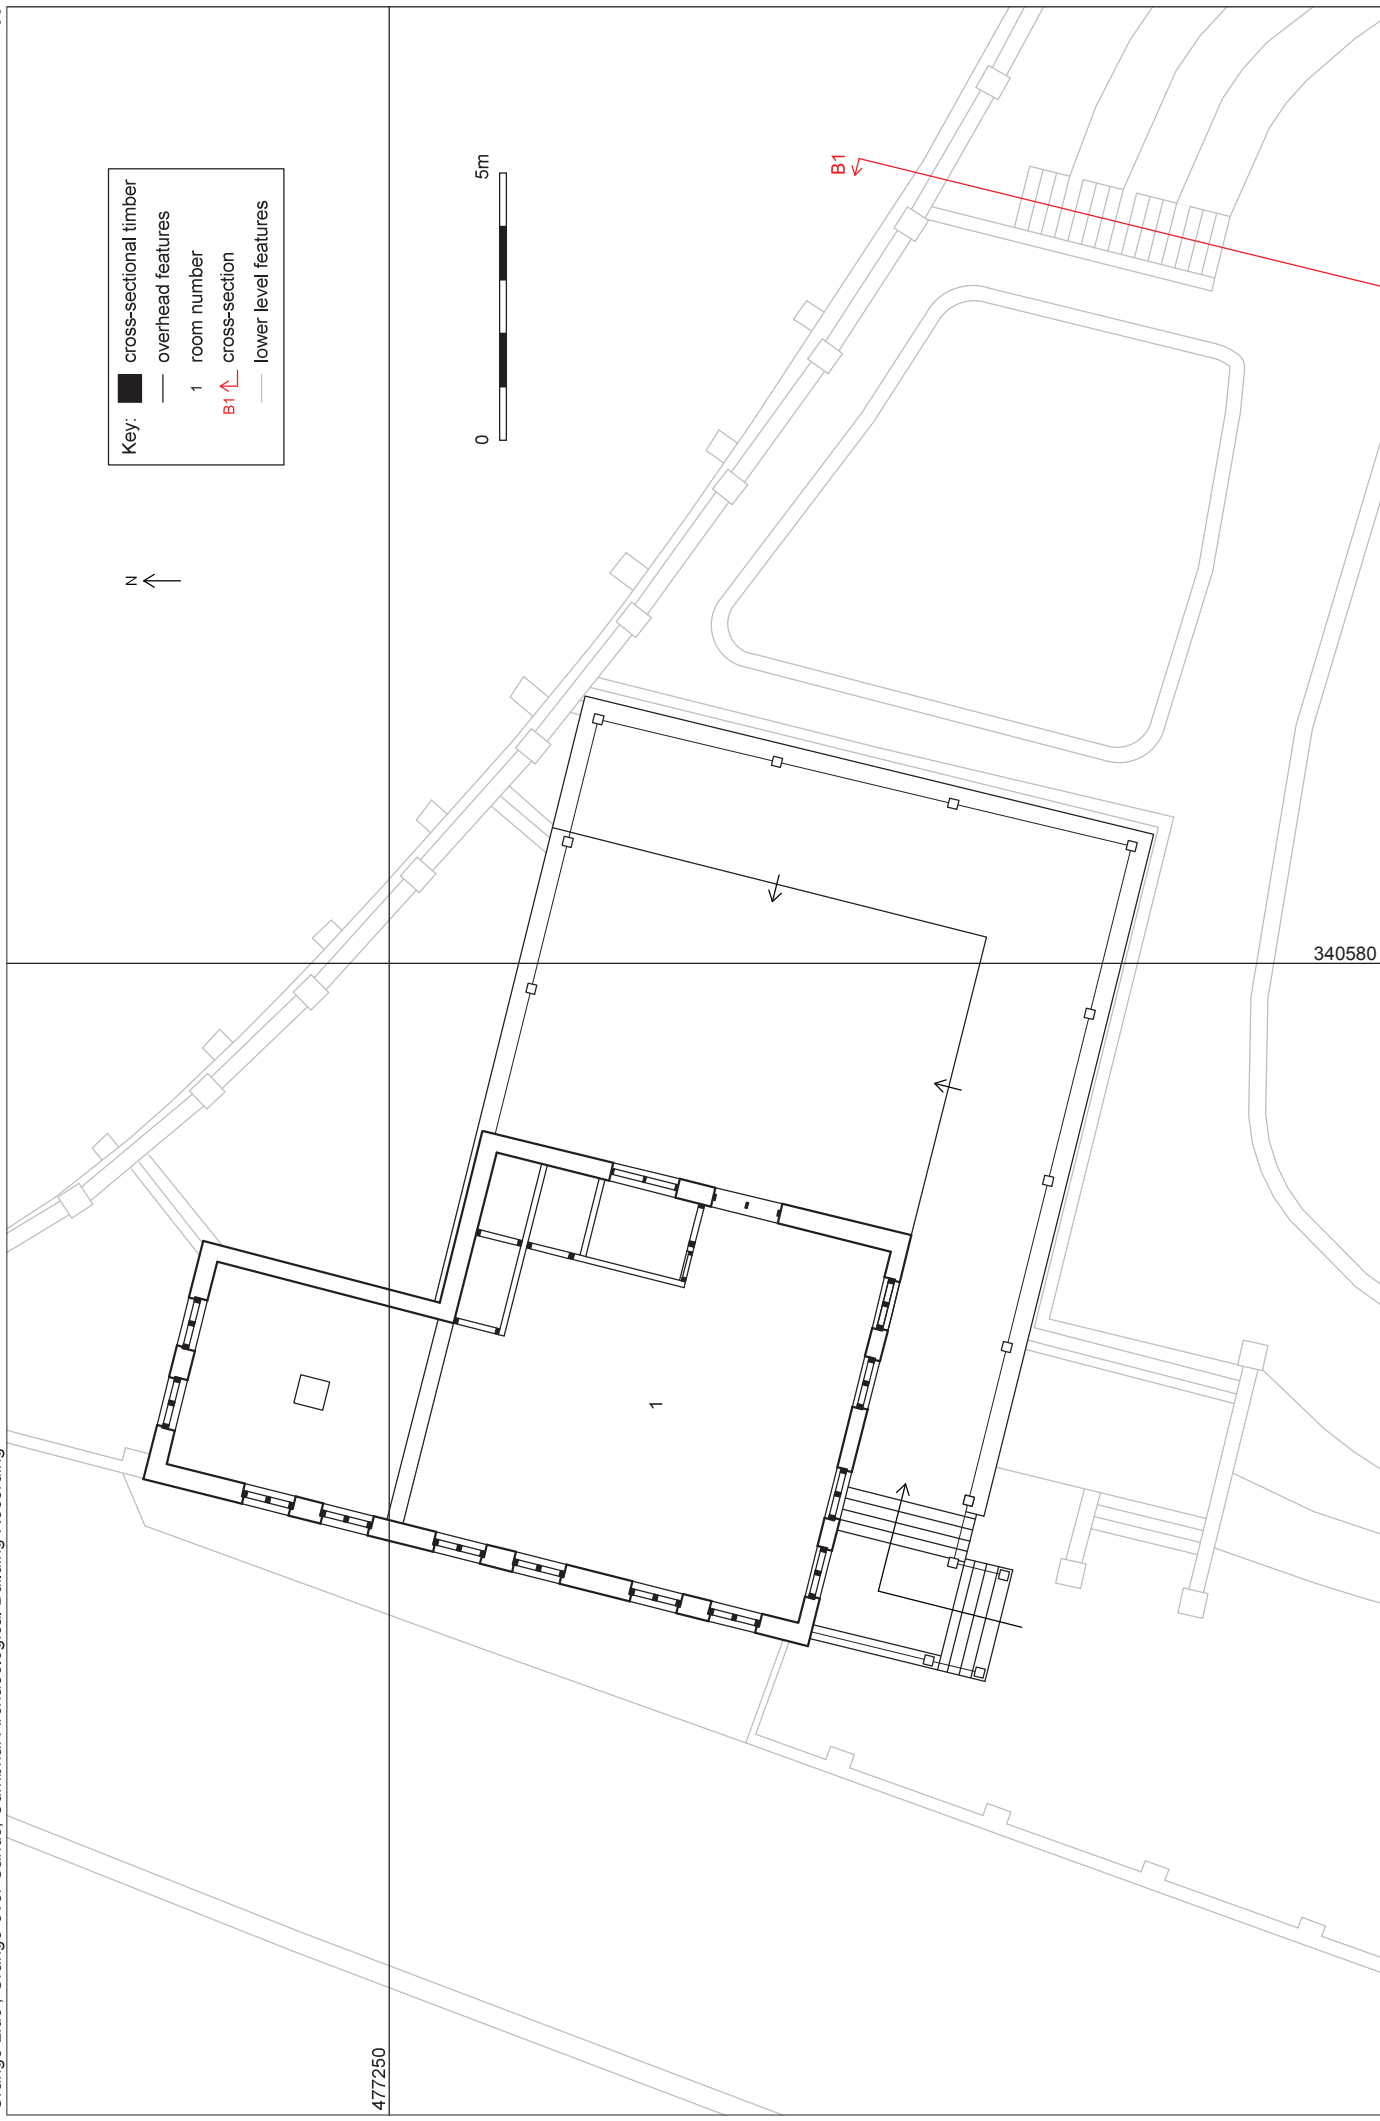 Key:
cross-sectional timber
overhead features
1 room number
B1 cross-section
lower level features
N
0 5m
B1
1
340580
477250